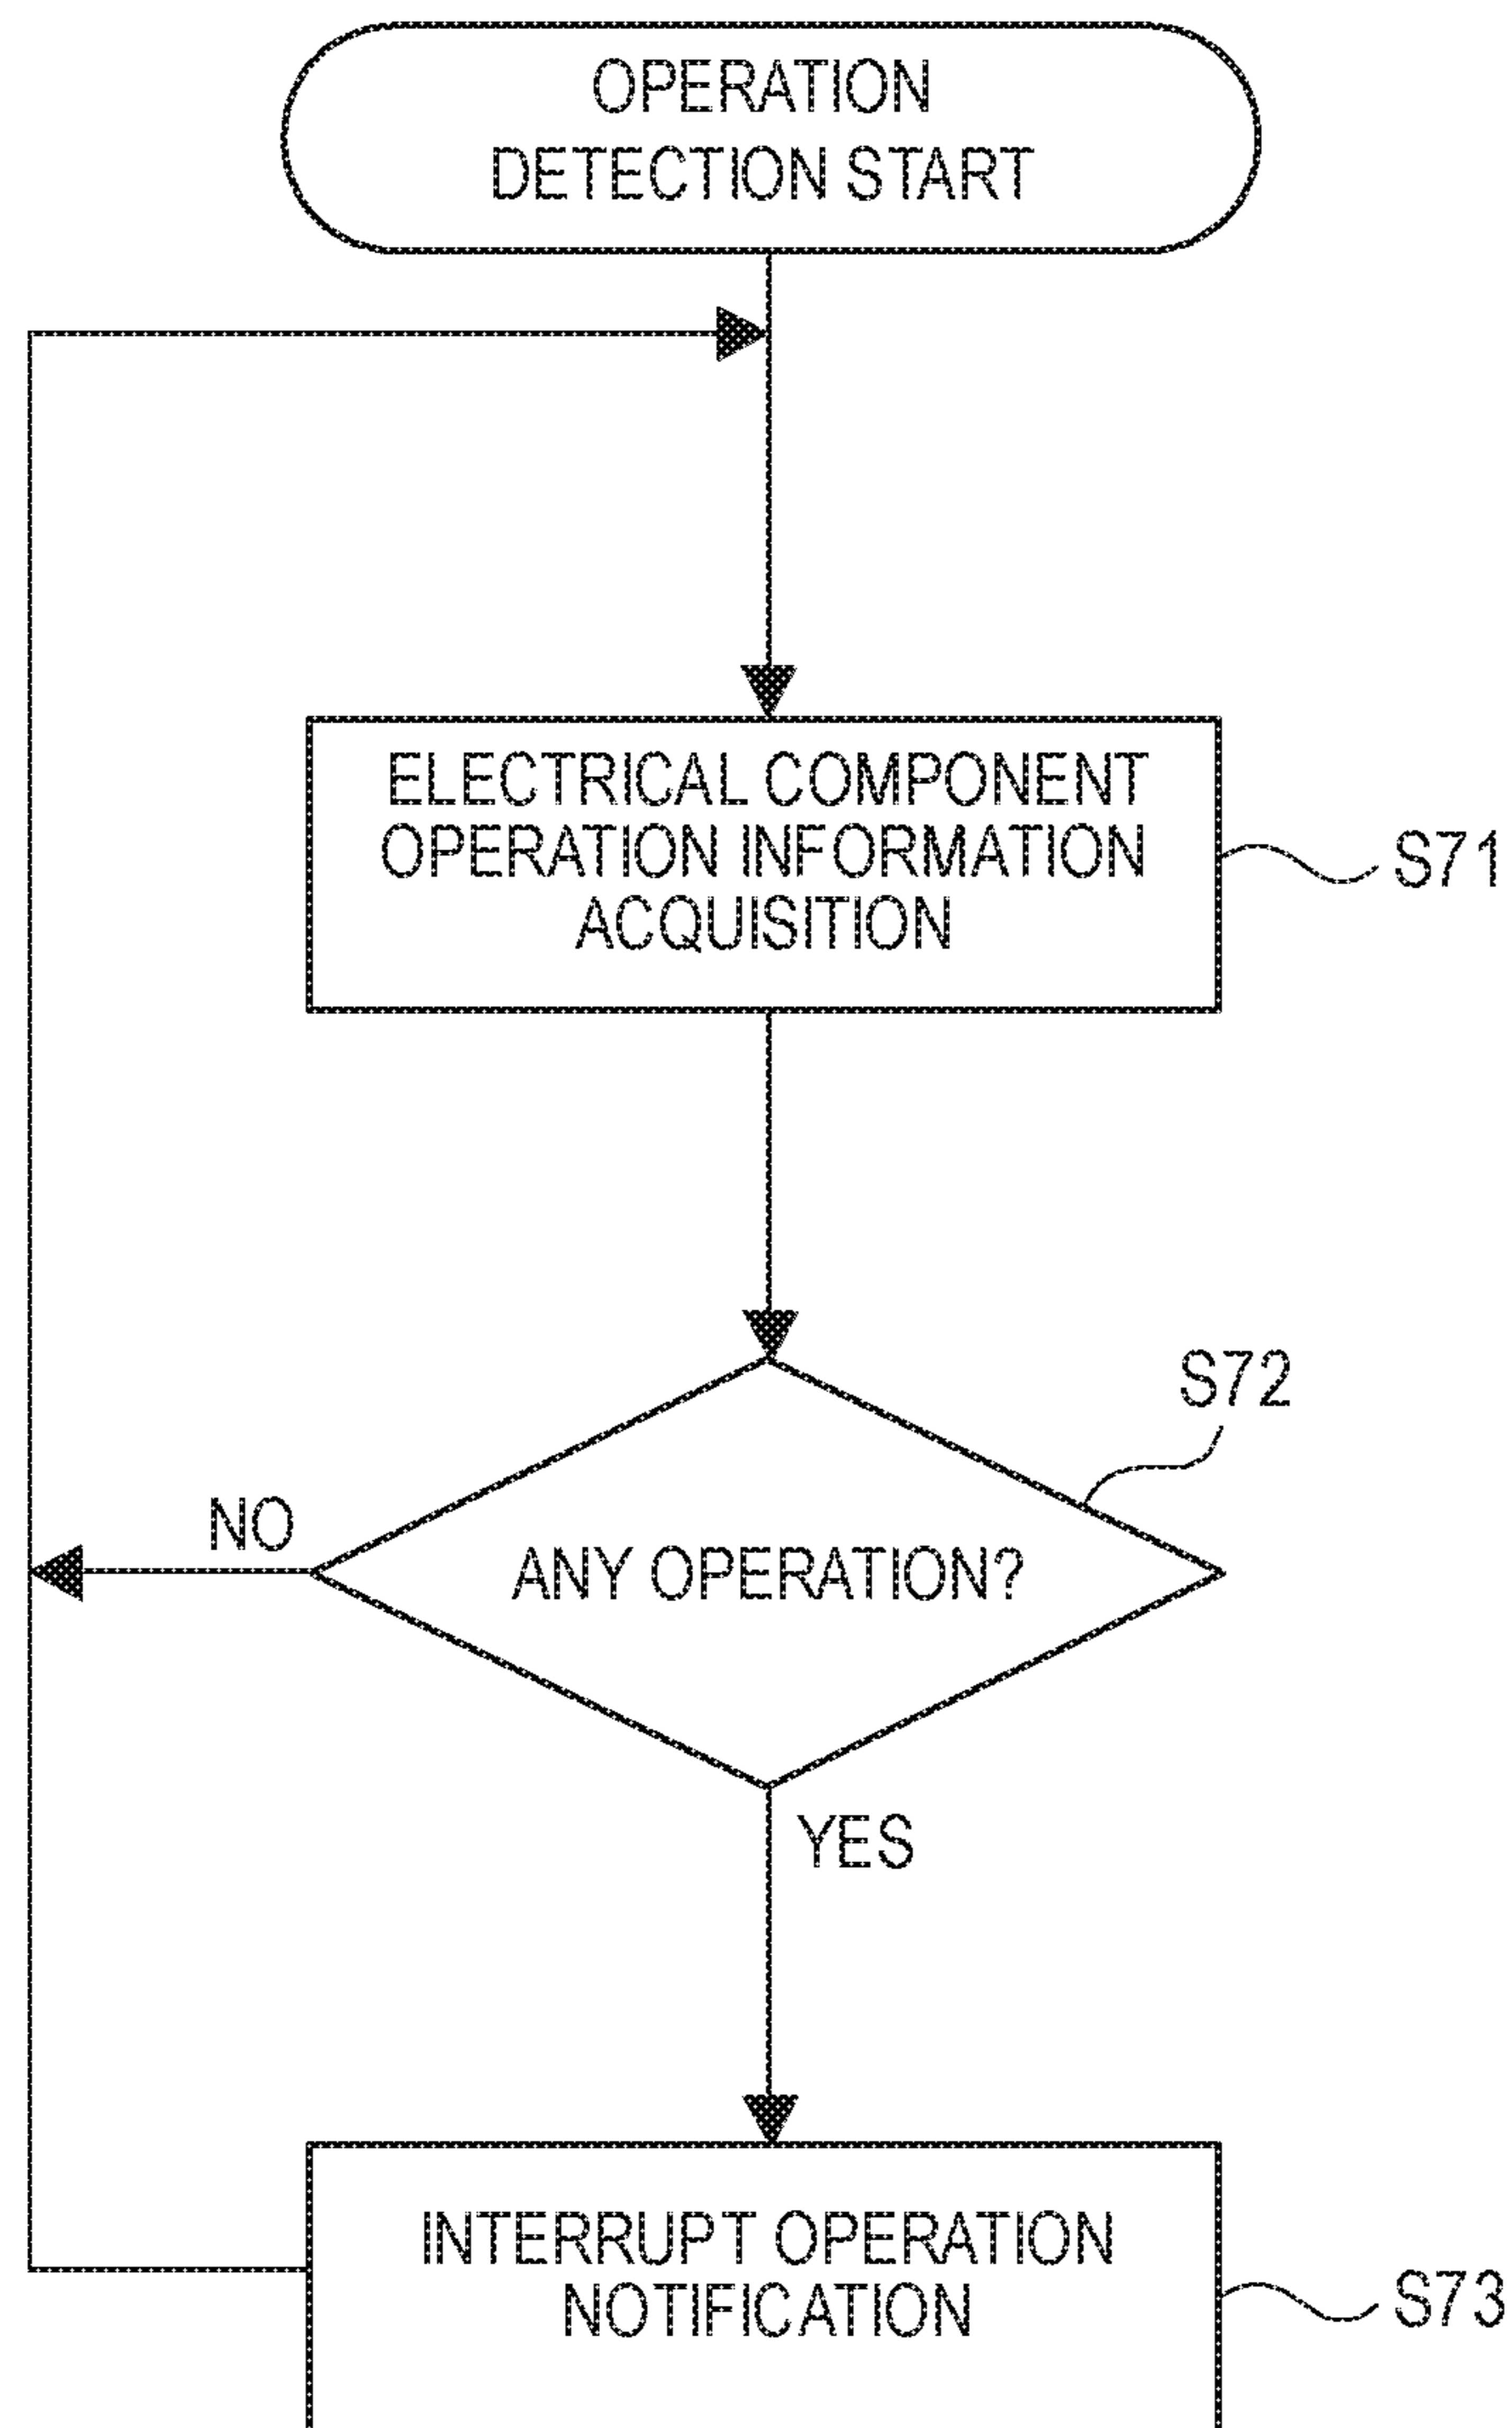 OPERATION
DETECTION START
ELECTRICAL COMPONENT
OPERATION INFORMATION
ACQUISITION
S71
S72
NO
ANY OPERATION?
YES
INTERRUPT OPERATION
NOTIFICATION
S73